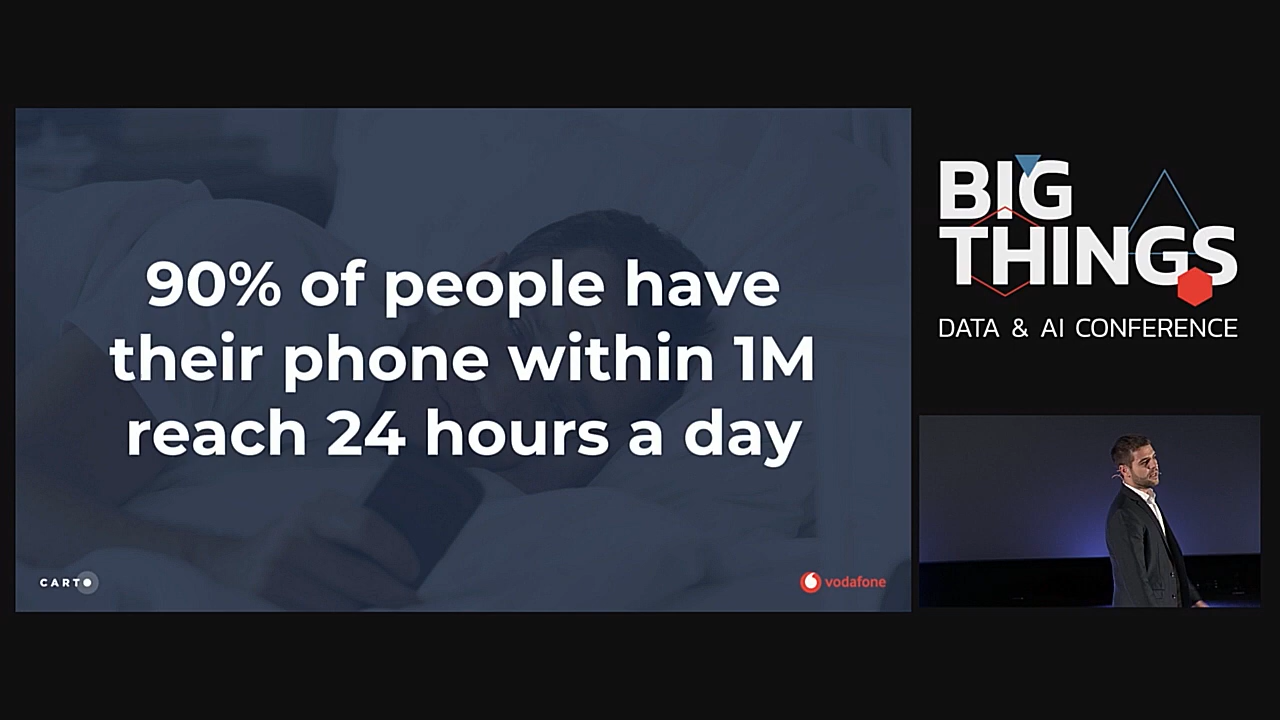 90% of people have
their phone within 1M
reach 24 hours a day
CARTO
vodafone
BIG
THINGS
DATA & AI CONFERENCE